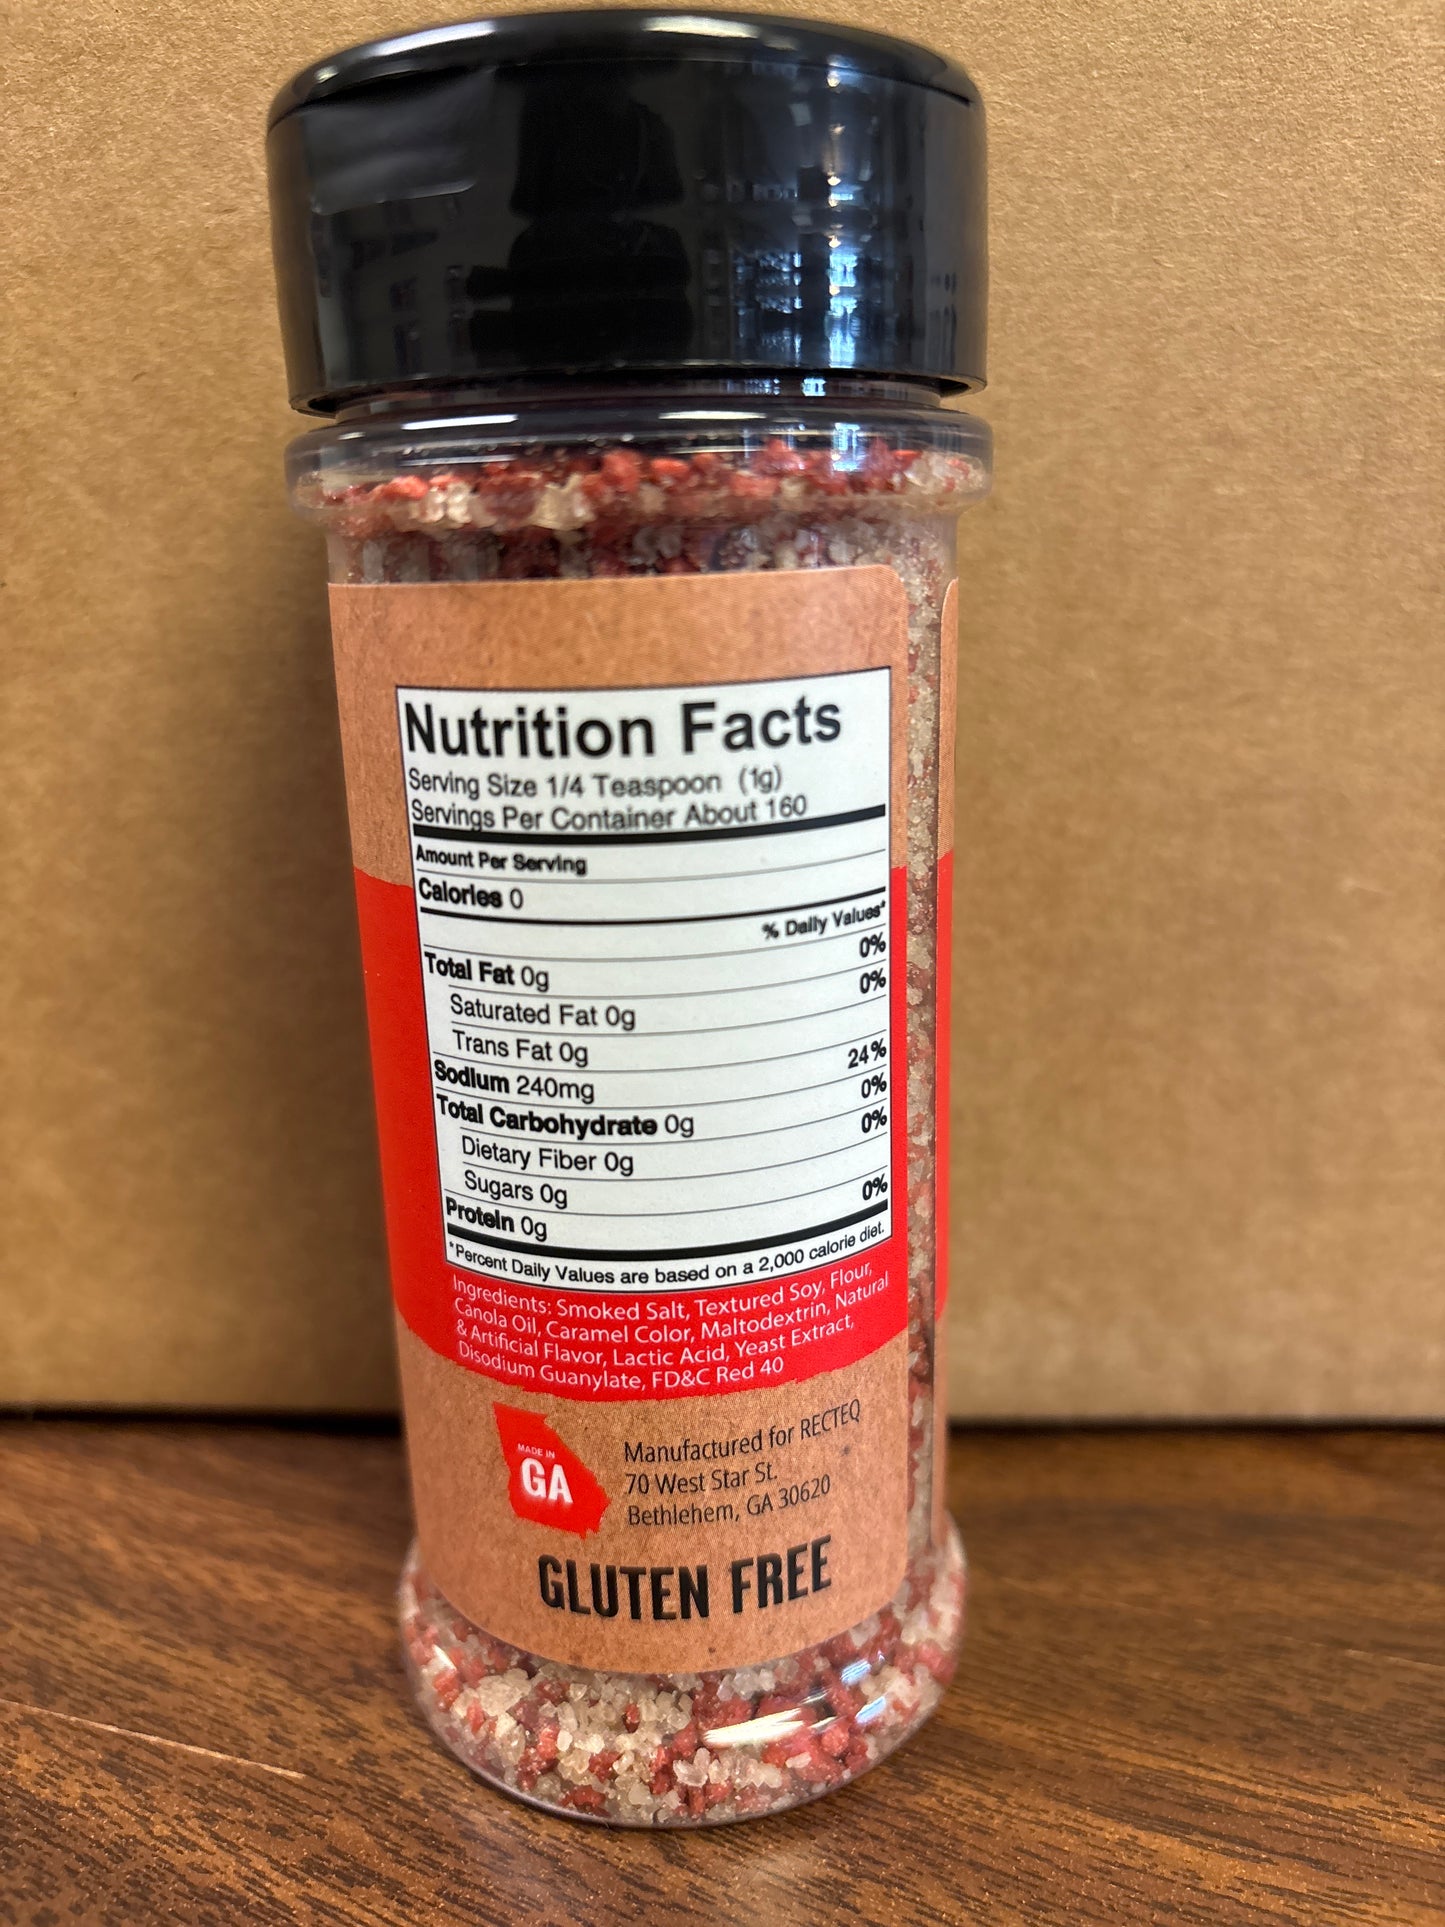 Nutrition Facts
Serving Size 1/4 Teaspoon (1g)
Servings Per Container About 160
Amount Per Serving
Calories 0
% Daily Values*
Total Fat 0g 0%
Saturated Fat 0g 0%
Trans Fat 0g
Sodium 240mg 24%
Total Carbohydrate 0g 0%
Dietary Fiber 0g 0%
Sugars 0g
Protein 0g 0%
*Percent Daily Values are based on a 2,000 calorie diet.
Ingredients: Smoked Salt, Textured Soy, Flour,
Canola Oil, Caramel Color, Maltodextrin, Natural
& Artificial Flavor, Lactic Acid, Yeast Extract,
Disodium Guanylate, FD&C Red 40
MADE IN
GA
Manufactured for RECTEQ
70 West Star St.
Bethlehem, GA 30620
GLUTEN FREE